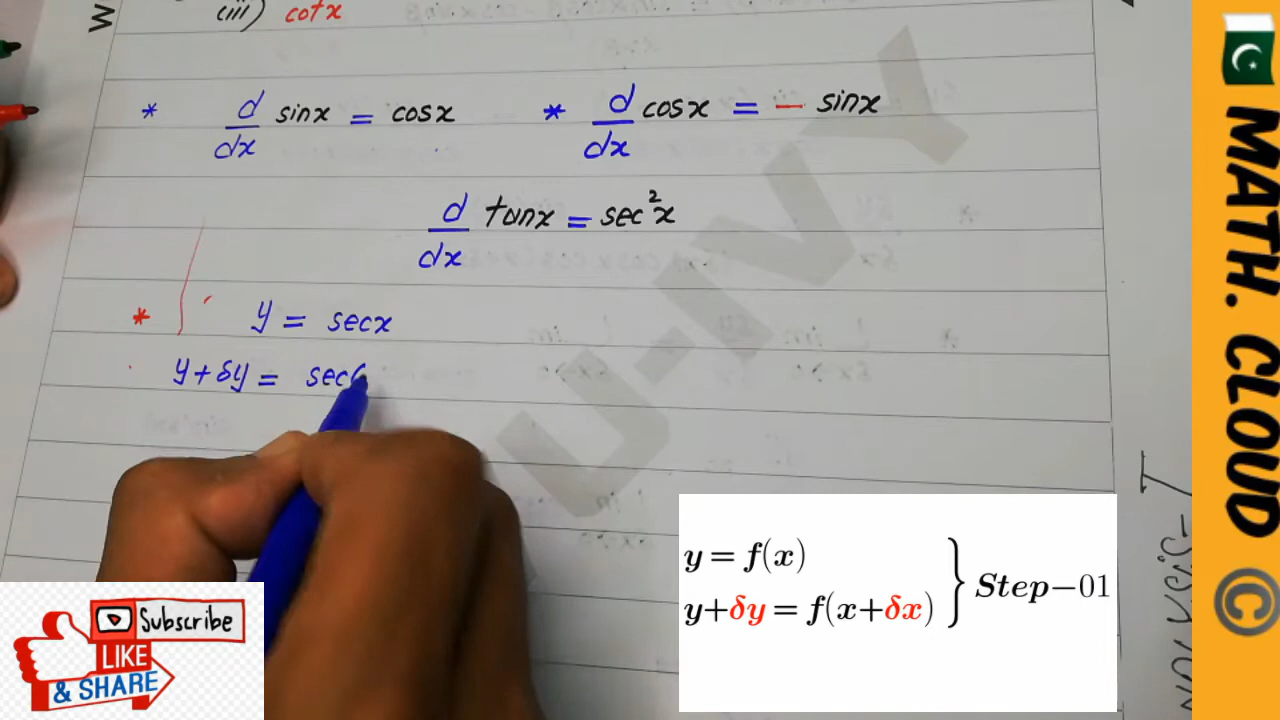 (iii) cotx
* d/dx sinx = cosx * d/dx cosx = - sinx
d/dx tanx = sec²x
* y = secx
y + δy = sec(
U-IVY
y = f(x)
y+δy = f(x+δx) } Step-01
Subscribe
LIKE
& SHARE
MATH. CLOUD ©